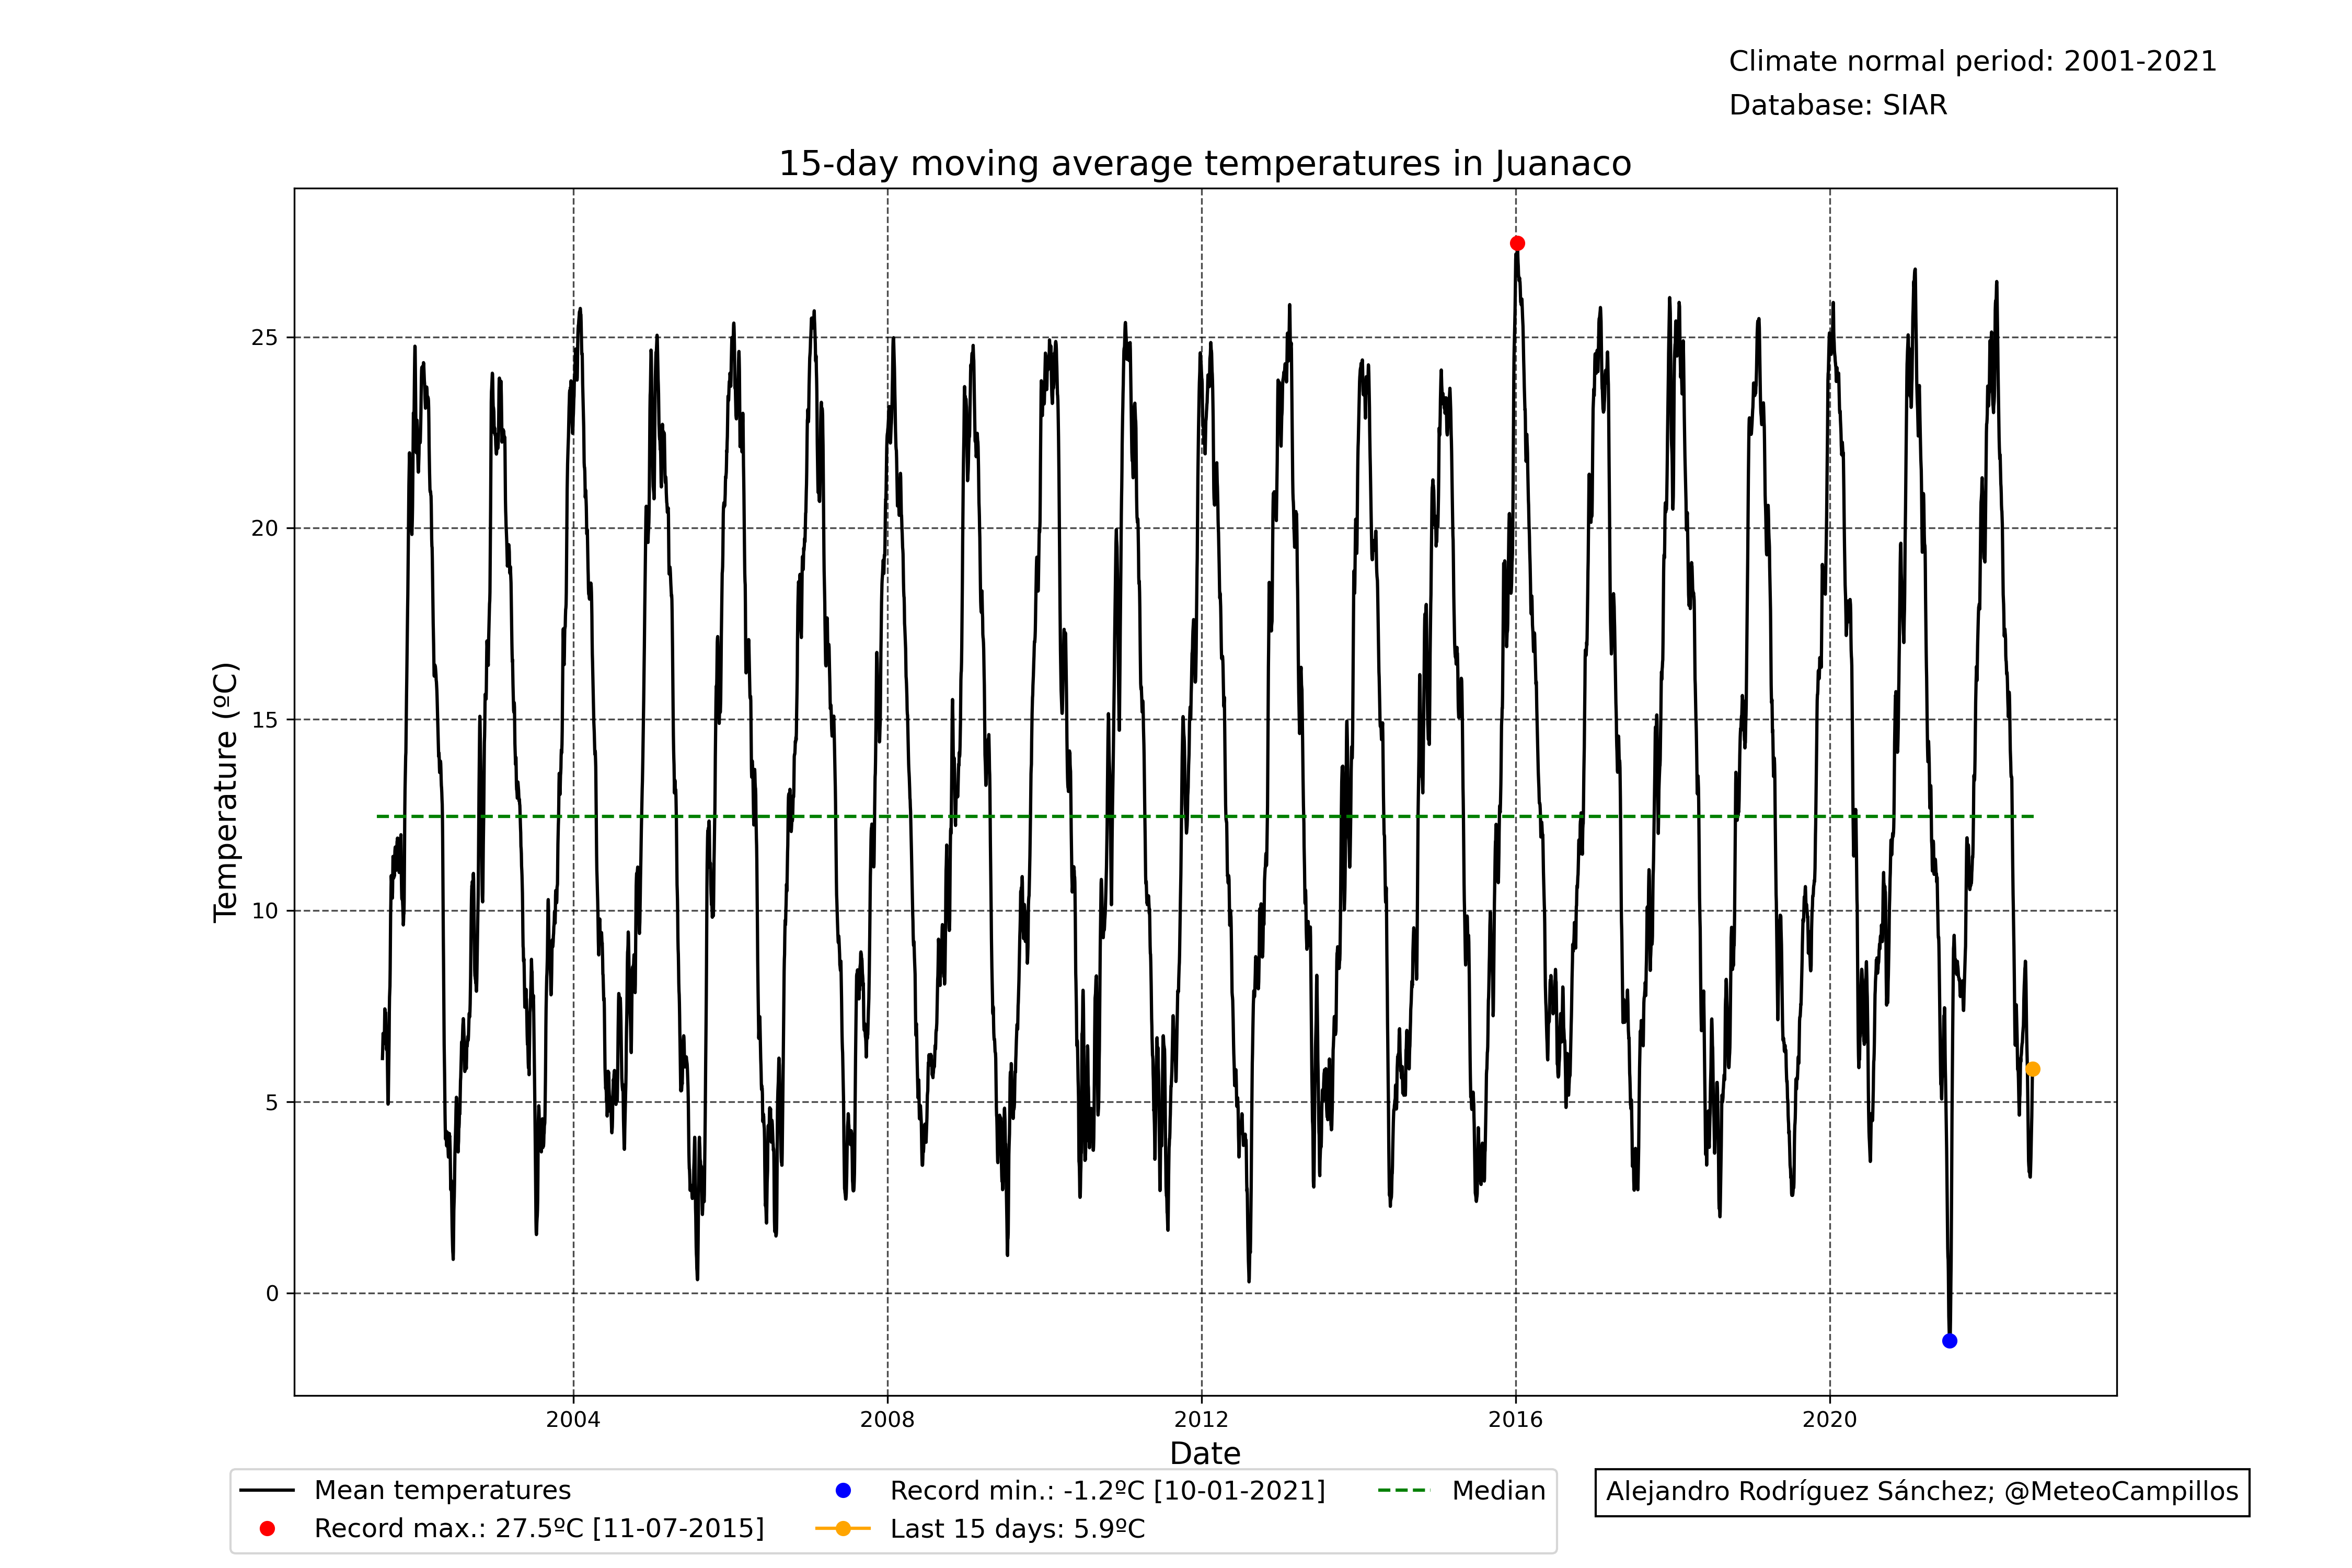 Climate normal period: 2001-2021
Database: SIAR
15-day moving average temperatures in Juanaco
Temperature (ºC)
25
20
15
10
5
0
2004
2008
2012
2016
2020
Date
Mean temperatures
Record max.: 27.5ºC [11-07-2015]
Record min.: -1.2ºC [10-01-2021]
Last 15 days: 5.9ºC
Median
Alejandro Rodríguez Sánchez; @MeteoCampillos